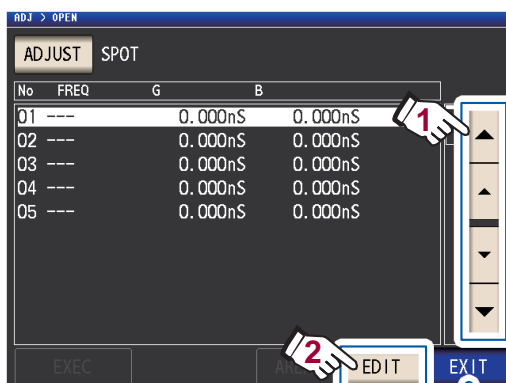 ADJ > OPEN
ADJUST SPOT
No FREQ G B
01 --- 0.000nS 0.000nS
02 --- 0.000nS 0.000nS
03 --- 0.000nS 0.000nS
04 --- 0.000nS 0.000nS
05 --- 0.000nS 0.000nS
1
2
EXEC EDIT EXIT